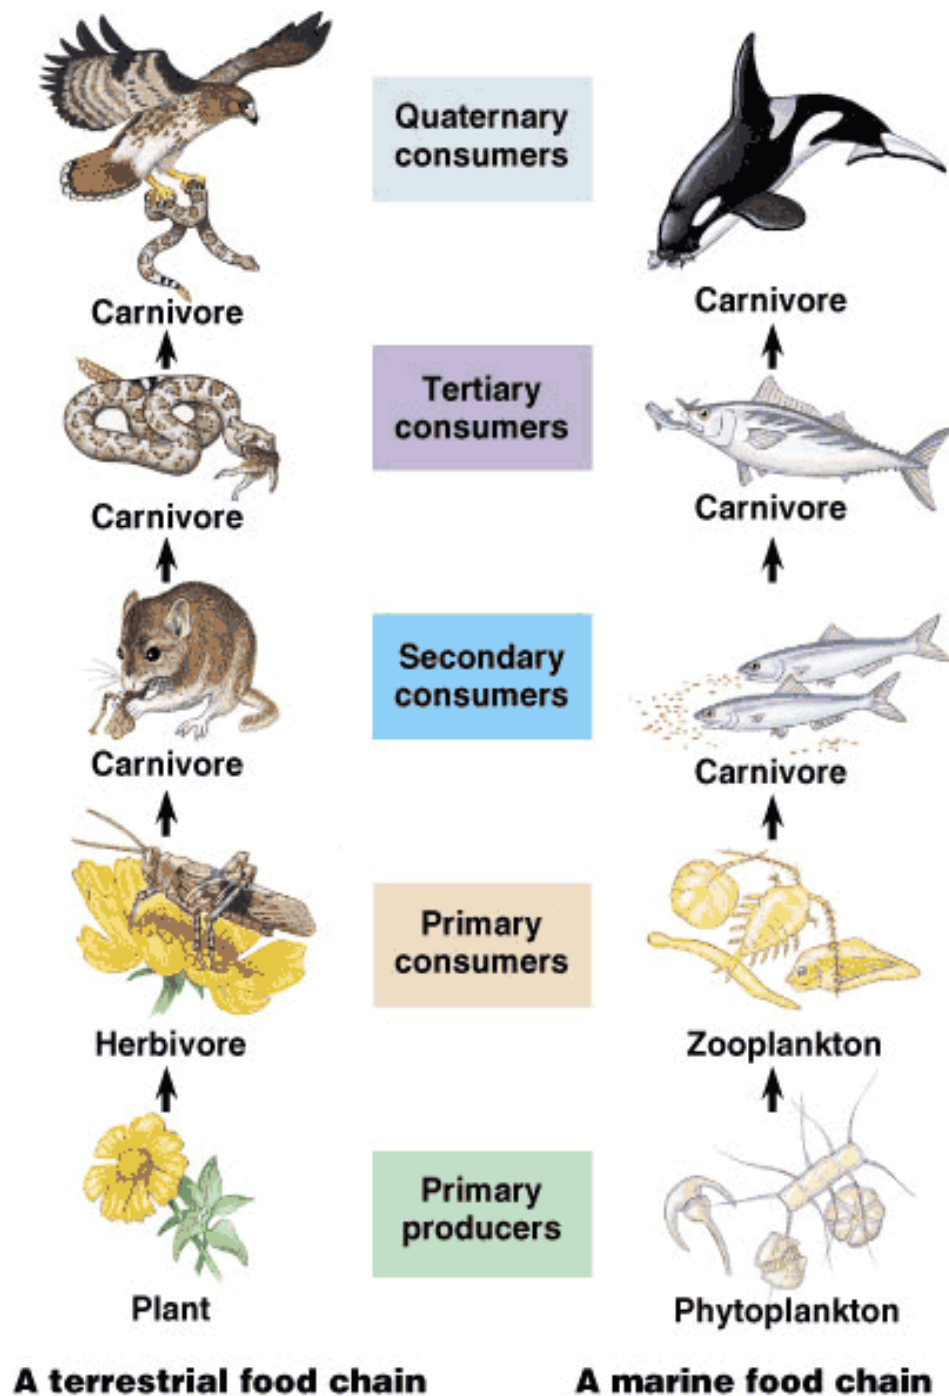 Quaternary
consumers
Carnivore
Carnivore
Tertiary
consumers
Carnivore
Carnivore
Secondary
consumers
Carnivore
Carnivore
Primary
consumers
Herbivore
Zooplankton
Primary
producers
Plant
Phytoplankton
A terrestrial food chain
A marine food chain